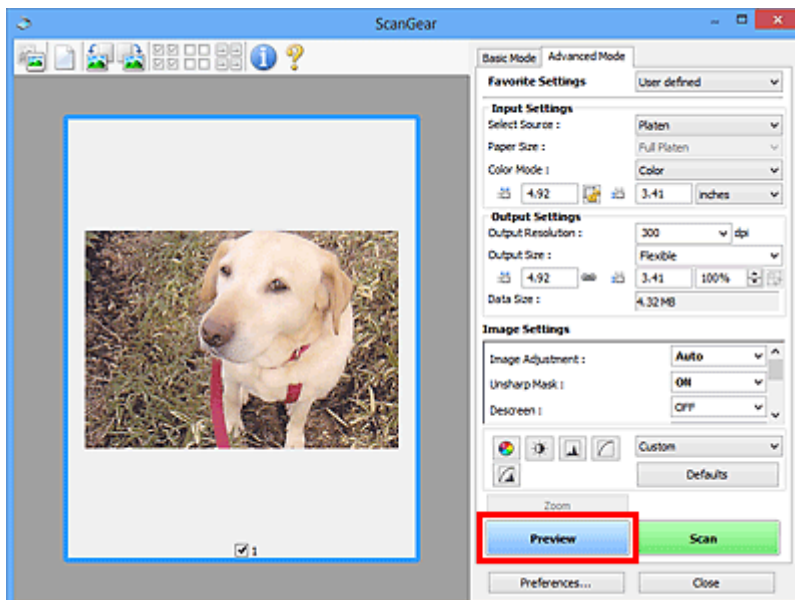 ScanGear
Basic Mode Advanced Mode
Favorite Settings User defined
Input Settings
Select Source : Platen
Paper Size : Full Platen
Color Mode : Color
4.92 3.41 inches
Output Settings
Output Resolution : 300 dpi
Output Size : Flexible
4.92 3.41 100%
Data Size : 4.32 MB
Image Settings
Image Adjustment : Auto
Unsharp Mask : ON
Descreen : OFF
Custom
Defaults
Zoom
Preview Scan
Preferences... Close
1